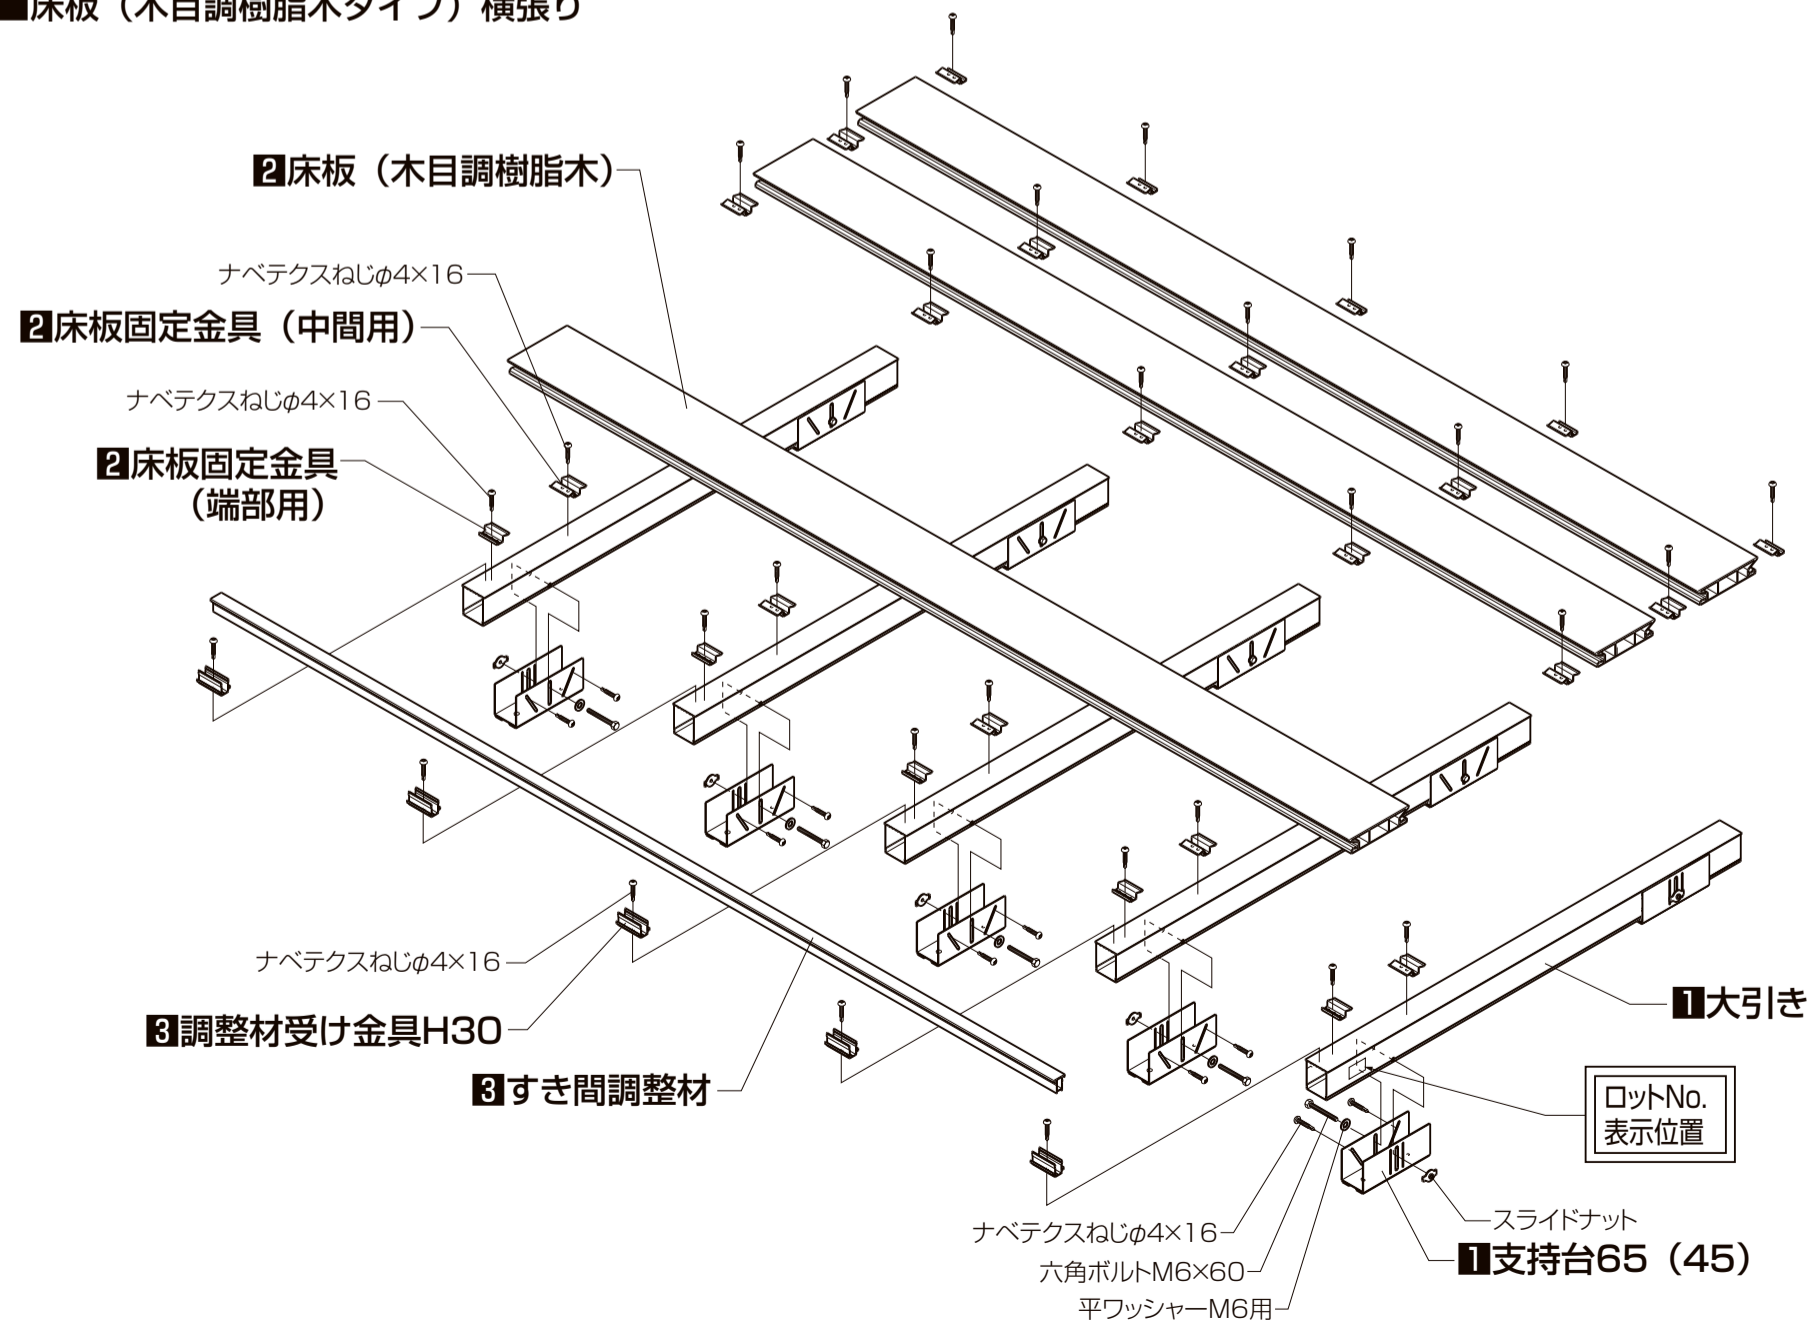 ■床板（木目調樹脂木タイプ）横張り
2床板（木目調樹脂木）
ナベテクスねじφ4×16
2床板固定金具（中間用）
ナベテクスねじφ4×16
2床板固定金具
（端部用）
ナベテクスねじφ4×16
3調整材受け金具H30
3すき間調整材
1大引き
ロットNo.
表示位置
ナベテクスねじφ4×16
六角ボルトM6×60
平ワッシャーM6用
スライドナット
1支持台65（45）